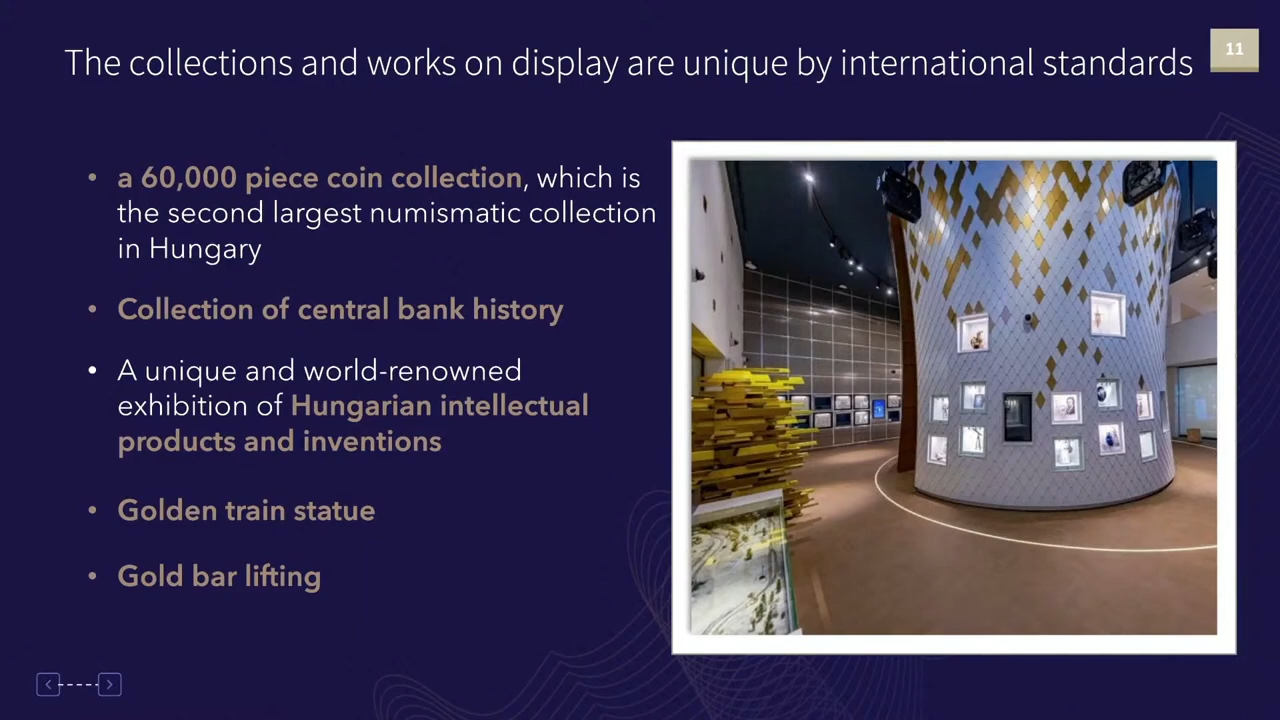 The collections and works on display are unique by international standards
11
• a 60,000 piece coin collection, which is
the second largest numismatic collection
in Hungary
• Collection of central bank history
• A unique and world-renowned
exhibition of Hungarian intellectual
products and inventions
• Golden train statue
• Gold bar lifting